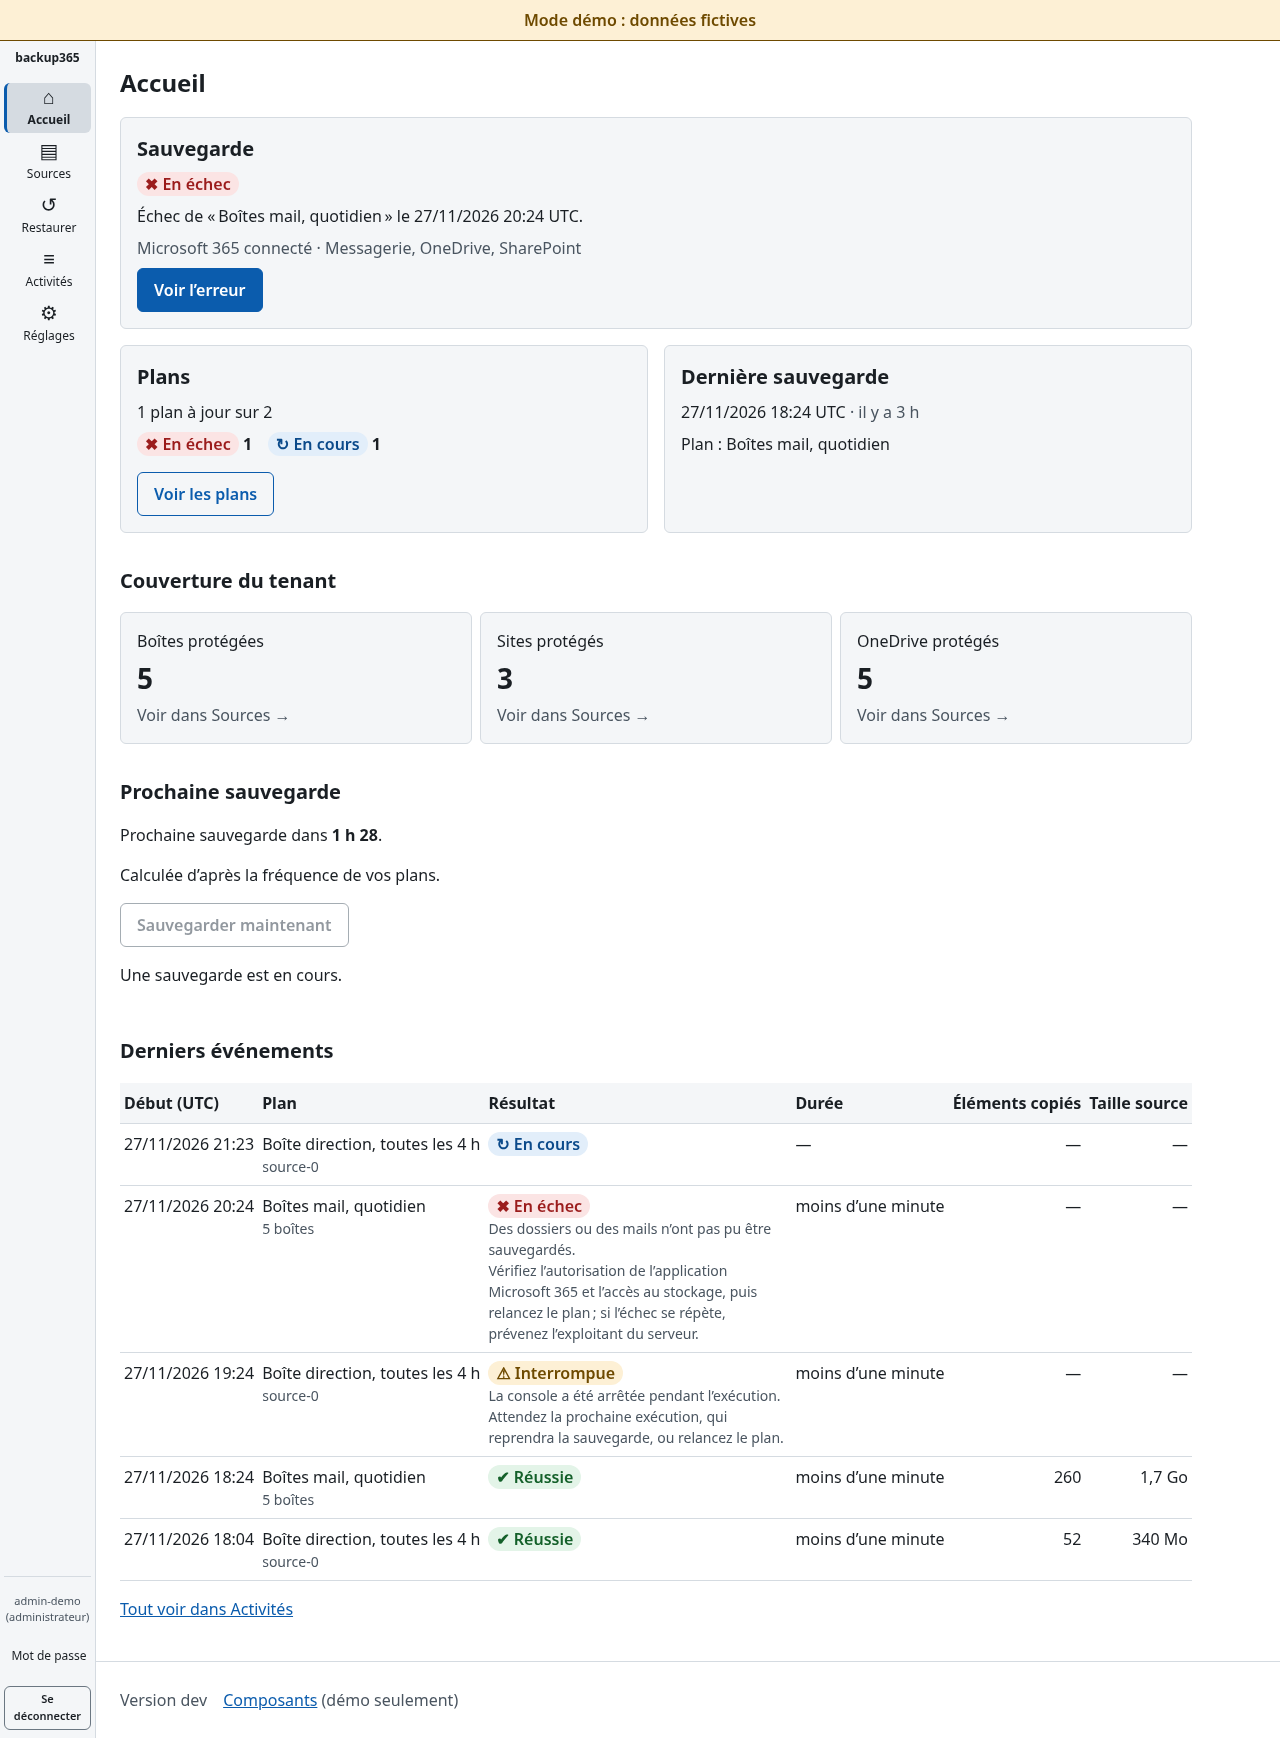 Mode démo : données fictives
backup365
Accueil
Sources
Restaurer
Activités
Réglages
Accueil
Sauvegarde
✖ En échec
Échec de « Boîtes mail, quotidien » le 27/11/2026 20:24 UTC.
Microsoft 365 connecté · Messagerie, OneDrive, SharePoint
Voir l’erreur
Plans
1 plan à jour sur 2
✖ En échec 1 ↻ En cours 1
Voir les plans
Dernière sauvegarde
27/11/2026 18:24 UTC · il y a 3 h
Plan : Boîtes mail, quotidien
Couverture du tenant
Boîtes protégées
5
Voir dans Sources →
Sites protégés
3
Voir dans Sources →
OneDrive protégés
5
Voir dans Sources →
Prochaine sauvegarde
Prochaine sauvegarde dans 1 h 28.
Calculée d’après la fréquence de vos plans.
Sauvegarder maintenant
Une sauvegarde est en cours.
Derniers événements
Début (UTC) Plan Résultat Durée Éléments copiés Taille source
27/11/2026 21:23 Boîte direction, toutes les 4 h ↻ En cours — — —
source-0
27/11/2026 20:24 Boîtes mail, quotidien ✖ En échec moins d’une minute — —
5 boîtes
Des dossiers ou des mails n’ont pas pu être
sauvegardés.
Vérifiez l’autorisation de l’application
Microsoft 365 et l’accès au stockage, puis
relancez le plan ; si l’échec se répète,
prévenez l’exploitant du serveur.
27/11/2026 19:24 Boîte direction, toutes les 4 h ⚠ Interrompue moins d’une minute — —
source-0
La console a été arrêtée pendant l’exécution.
Attendez la prochaine exécution, qui
reprendra la sauvegarde, ou relancez le plan.
27/11/2026 18:24 Boîtes mail, quotidien ✔ Réussie moins d’une minute 260 1,7 Go
5 boîtes
27/11/2026 18:04 Boîte direction, toutes les 4 h ✔ Réussie moins d’une minute 52 340 Mo
source-0
Tout voir dans Activités
admin-demo
(administrateur)
Mot de passe
Se
déconnecter
Version dev Composants (démo seulement)